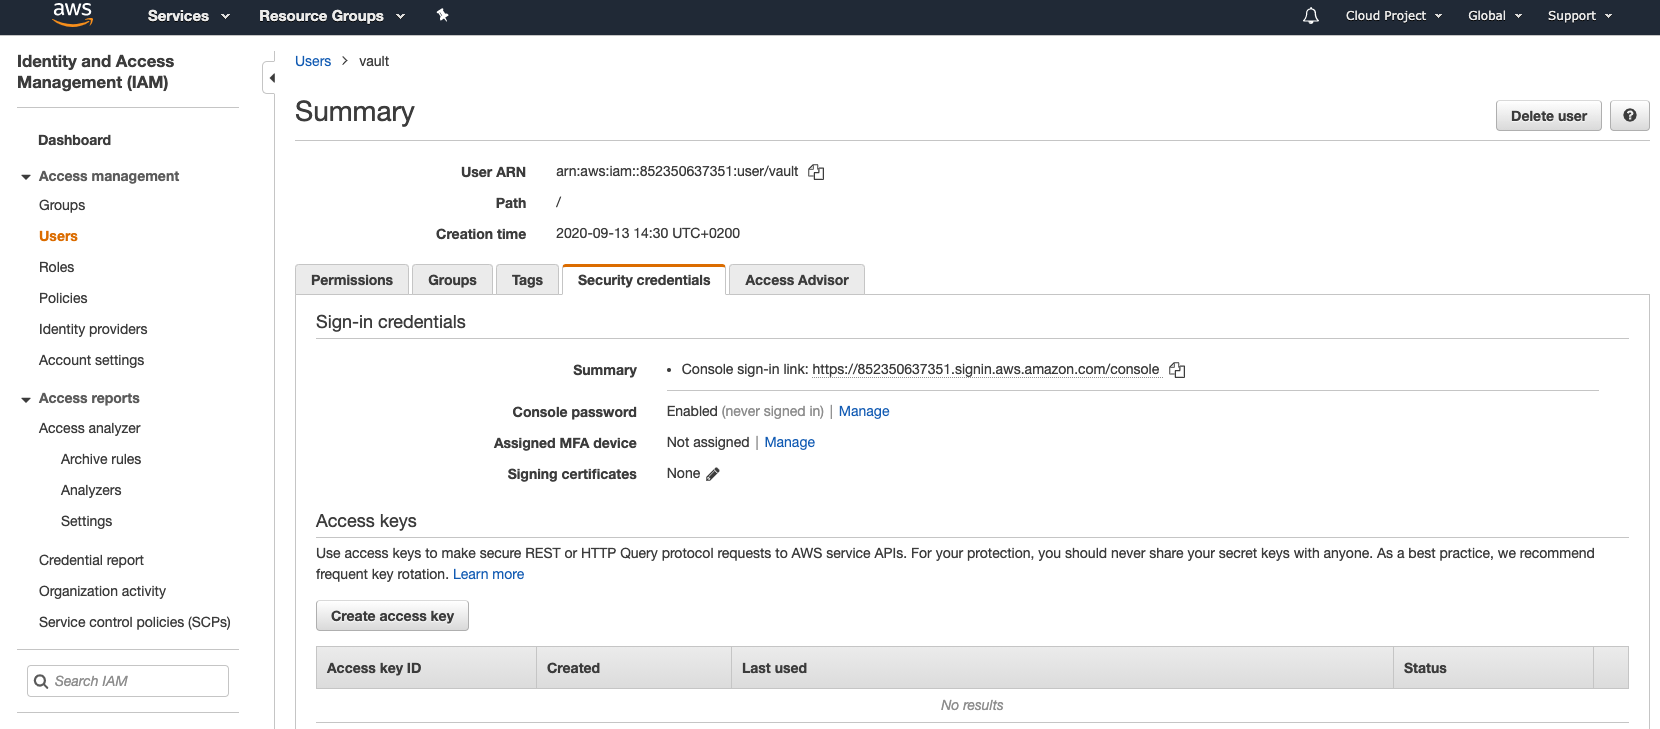 aws Services Resource Groups Cloud Project Global Support
Identity and Access
Management (IAM)
Dashboard
Access management
Groups
Users
Roles
Policies
Identity providers
Account settings
Access reports
Access analyzer
Archive rules
Analyzers
Settings
Credential report
Organization activity
Service control policies (SCPs)
Search IAM
Users > vault
Summary
Delete user
User ARN arn:aws:iam::852350637351:user/vault
Path /
Creation time 2020-09-13 14:30 UTC+0200
Permissions Groups Tags Security credentials Access Advisor
Sign-in credentials
Summary • Console sign-in link: https://852350637351.signin.aws.amazon.com/console
Console password Enabled (never signed in) | Manage
Assigned MFA device Not assigned | Manage
Signing certificates None
Access keys
Use access keys to make secure REST or HTTP Query protocol requests to AWS service APIs. For your protection, you should never share your secret keys with anyone. As a best practice, we recommend
frequent key rotation. Learn more
Create access key
Access key ID Created Last used Status
No results